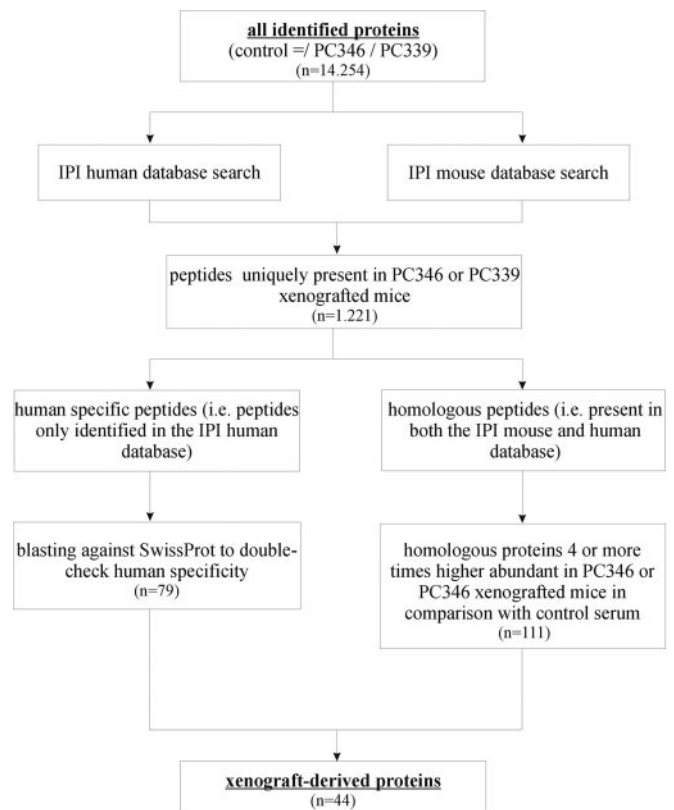 all identified proteins
(control =/ PC346 / PC339)
(n=14.254)
IPI human database search
IPI mouse database search
peptides uniquely present in PC346 or PC339
xenografted mice
(n=1.221)
human specific peptides (i.e. peptides
only identified in the IPI human
database)
homologous peptides (i.e. present in
both the IPI mouse and human
database)
blasting against SwissProt to double-
check human specificity
(n=79)
homologous proteins 4 or more
times higher abundant in PC346 or
PC346 xenografted mice in
comparison with control serum
(n=111)
xenograft-derived proteins
(n=44)